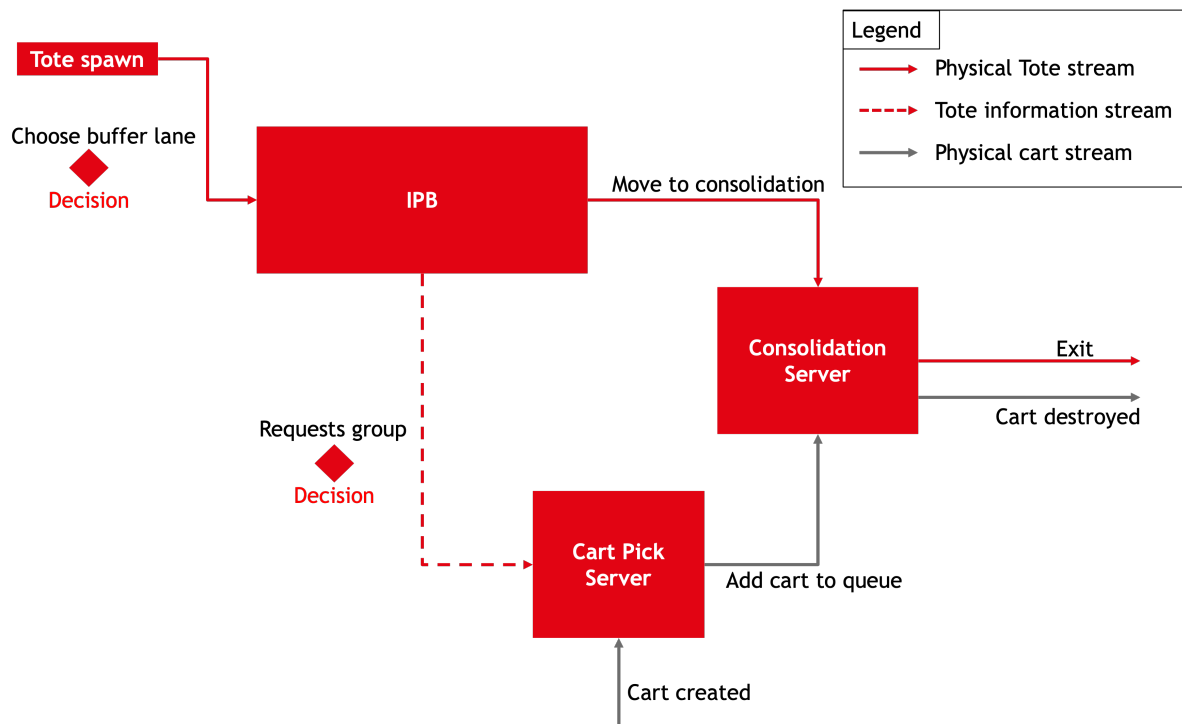 Legend
Tote spawn
Physical Tote stream
Tote information stream
Physical cart stream
Choose buffer lane
Decision
IPB
Move to consolidation
Consolidation
Server
Exit
Cart destroyed
Requests group
Decision
Cart Pick
Server
Add cart to queue
Cart created